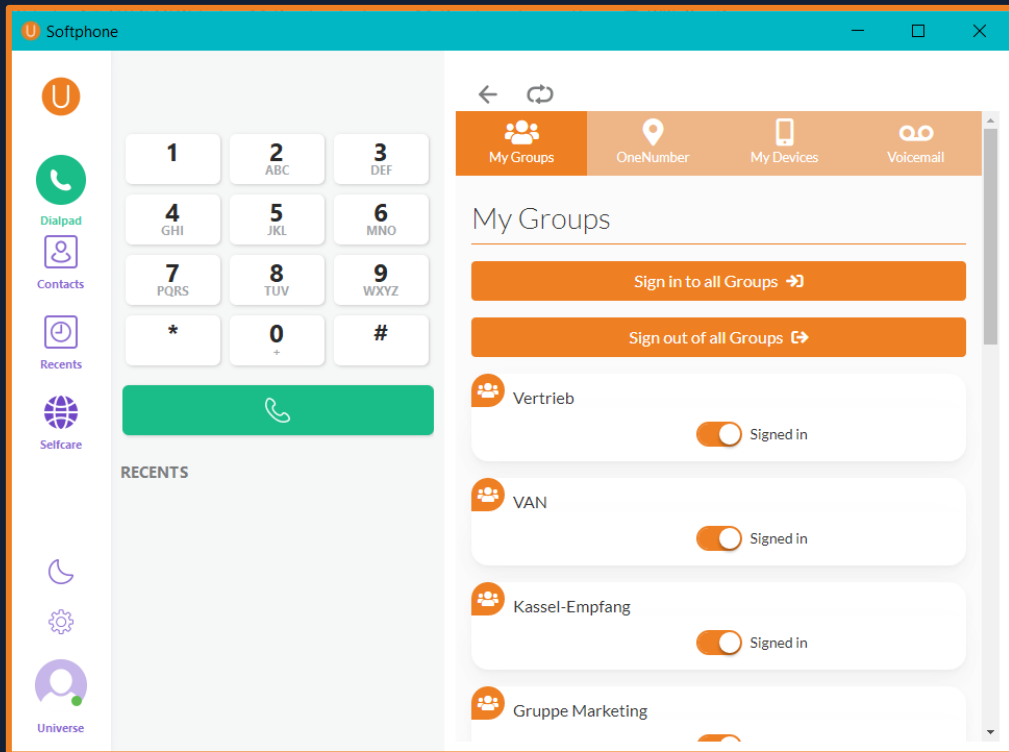 U Softphone
U
Dialpad
Contacts
Recents
Selfcare
Universe
1
2
ABC
3
DEF
4
GHI
5
JKL
6
MNO
7
PQRS
8
TUV
9
WXYZ
*
0
+
#
RECENTS
My Groups
OneNumber
My Devices
Voicemail
My Groups
Sign in to all Groups
Sign out of all Groups
Vertrieb
Signed in
VAN
Signed in
Kassel-Empfang
Signed in
Gruppe Marketing